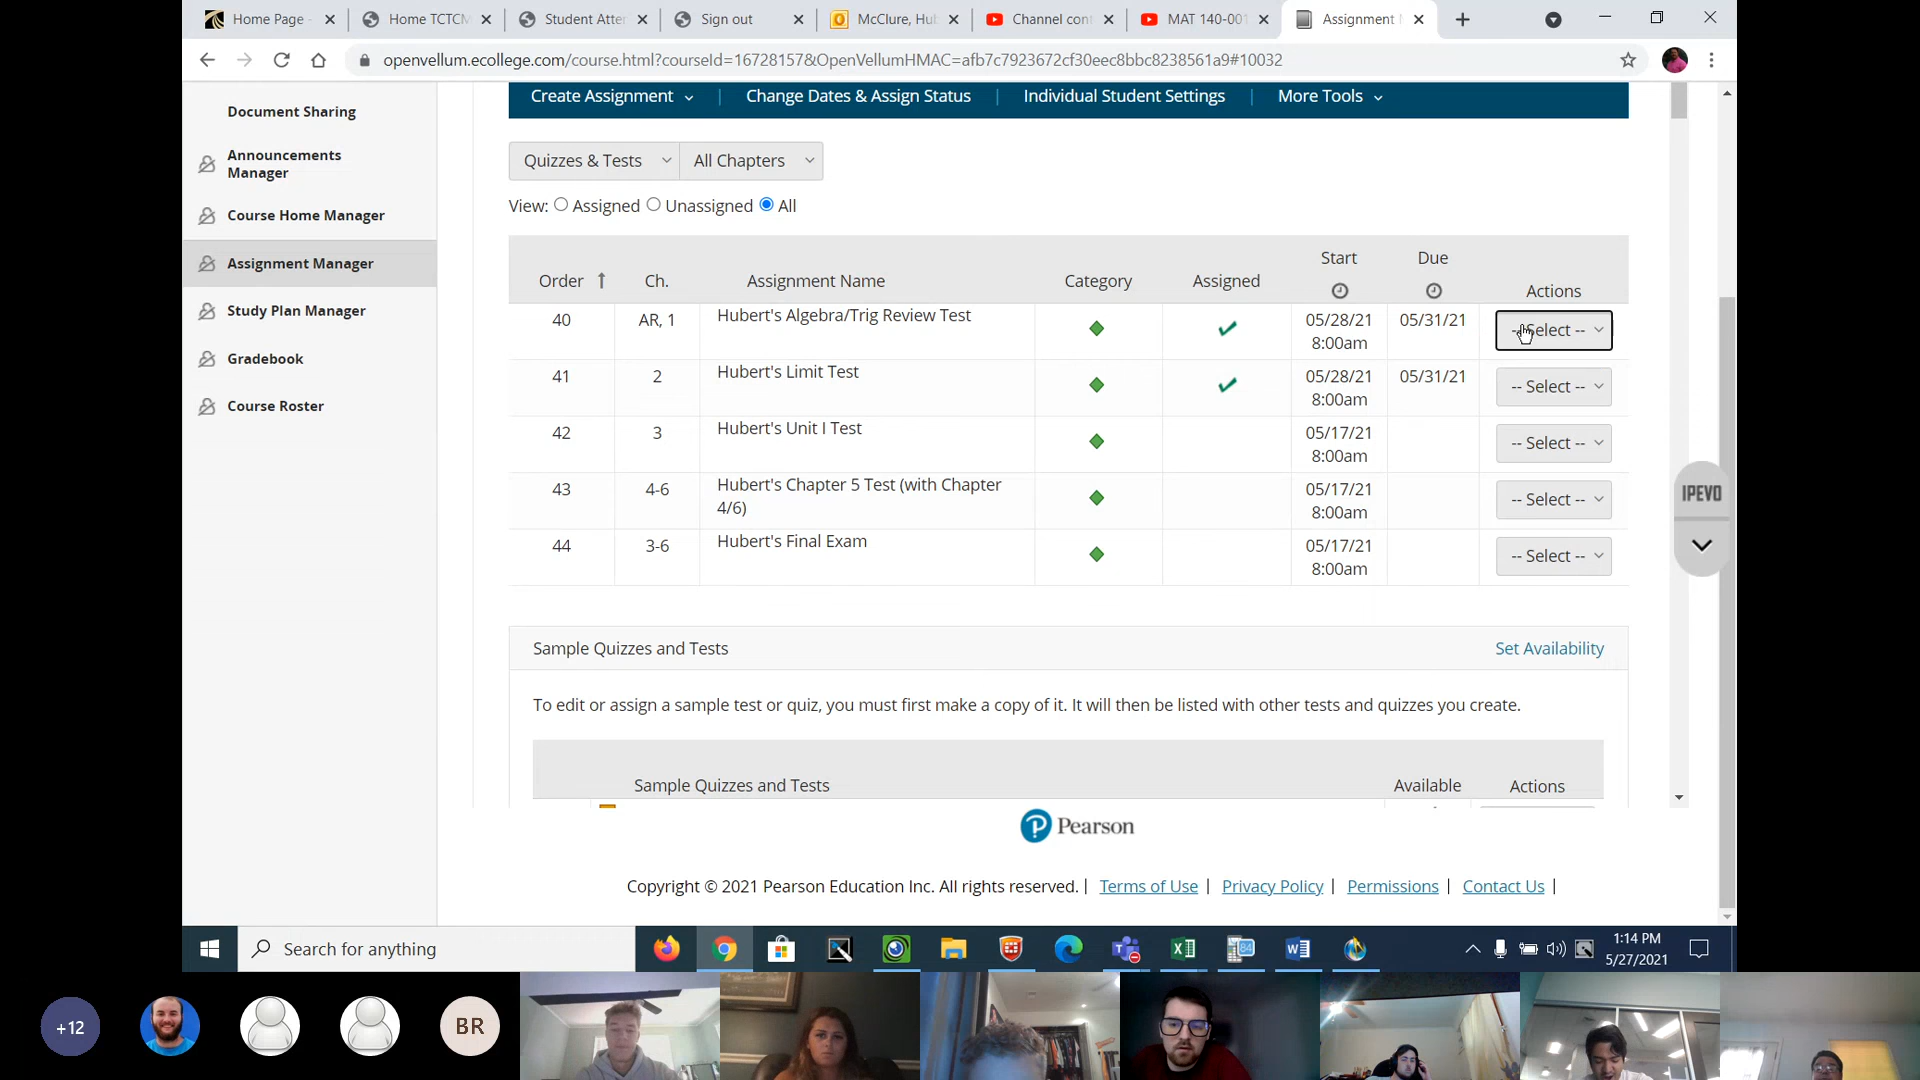 Home Page
Home TCTCM
Student Atte
Sign out
McClure, Hu
Channel con
MAT 140-001
Assignment
openvellum.ecollege.com/course.html?courseId=16728157&OpenVellumHMAC=afb7c7923672cf30eec8bbc8238561a9#10032
Document Sharing
Announcements
Manager
Course Home Manager
Assignment Manager
Study Plan Manager
Gradebook
Course Roster
Create Assignment | Change Dates & Assign Status | Individual Student Settings | More Tools
Quizzes & Tests All Chapters
View: Assigned Unassigned All
Order Ch. Assignment Name Category Assigned Start Due Actions
40 AR, 1 Hubert's Algebra/Trig Review Test 05/28/21 8:00am 05/31/21 -- Select --
41 2 Hubert's Limit Test 05/28/21 8:00am 05/31/21 -- Select --
42 3 Hubert's Unit I Test 05/17/21 8:00am -- Select --
43 4-6 Hubert's Chapter 5 Test (with Chapter 4/6) 05/17/21 8:00am -- Select --
44 3-6 Hubert's Final Exam 05/17/21 8:00am -- Select --
Sample Quizzes and Tests Set Availability
To edit or assign a sample test or quiz, you must first make a copy of it. It will then be listed with other tests and quizzes you create.
Sample Quizzes and Tests Available Actions
IPEVO
Pearson
Copyright © 2021 Pearson Education Inc. All rights reserved. | Terms of Use | Privacy Policy | Permissions | Contact Us |
Search for anything
1:14 PM
5/27/2021
+12
BR